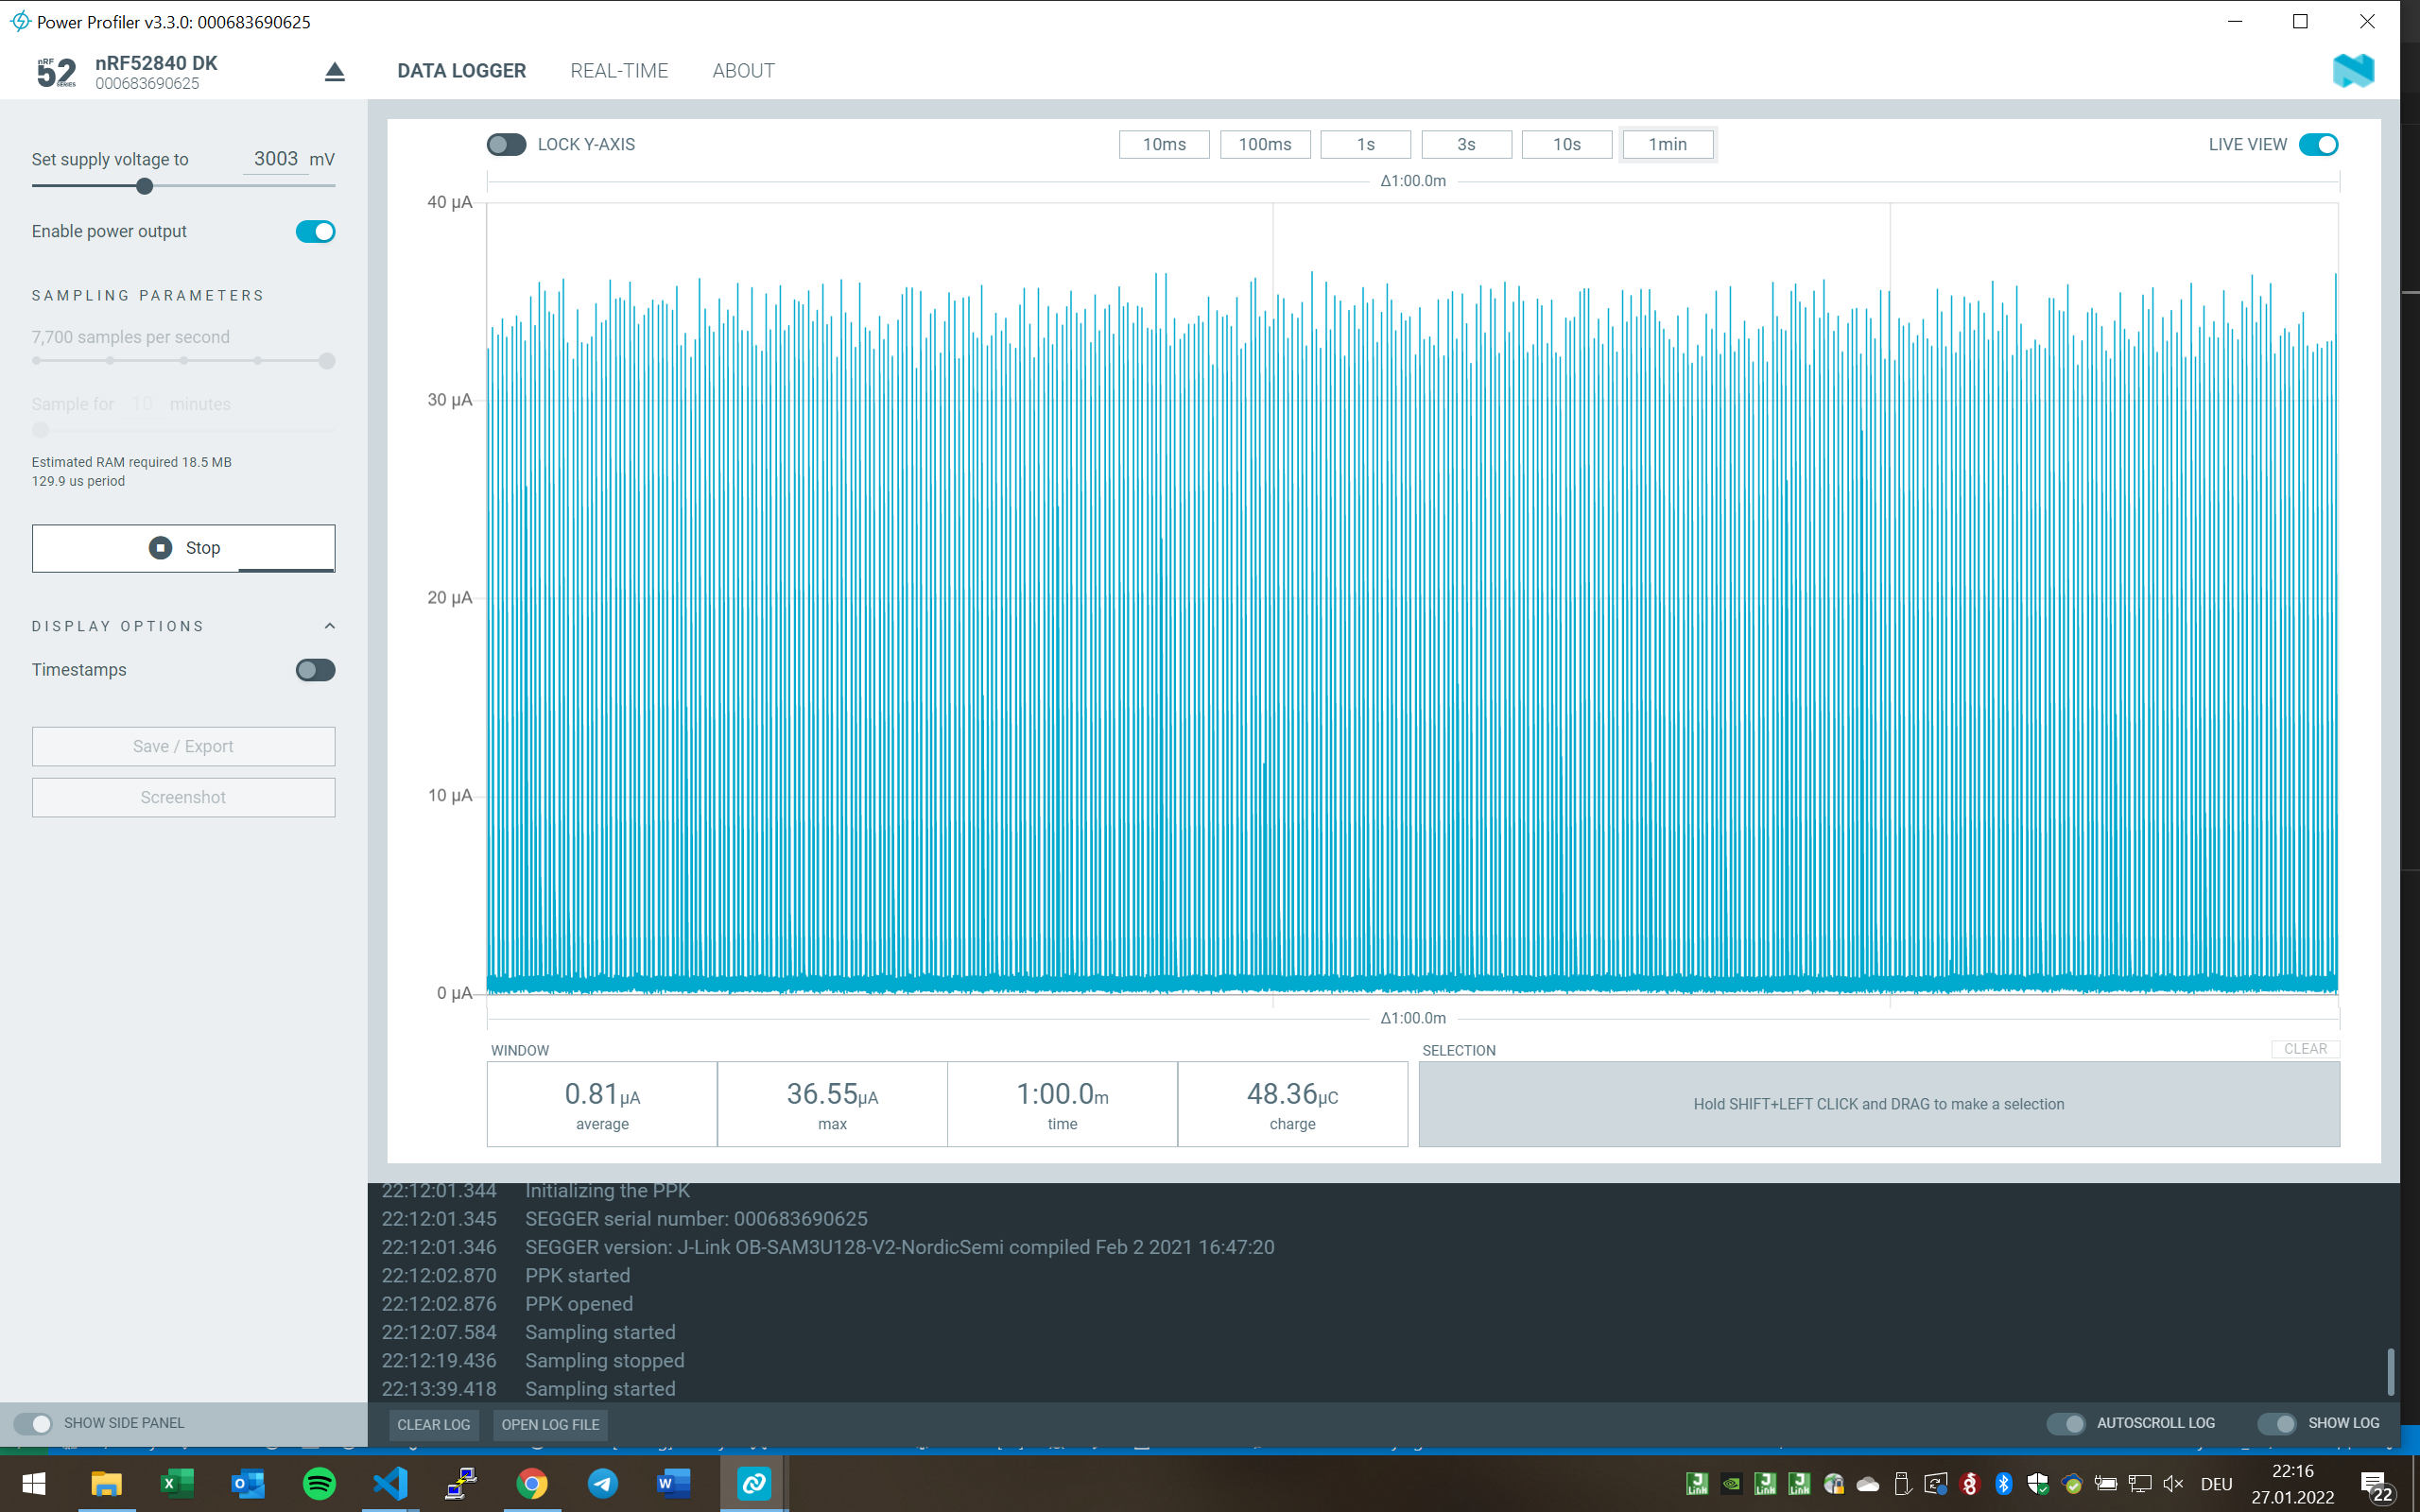 Power Profiler v3.3.0: 000683690625
nRF
52
SERIES
nRF52840 DK
000683690625
DATA LOGGER
REAL-TIME
ABOUT
Set supply voltage to 3003 mV
Enable power output
SAMPLING PARAMETERS
7,700 samples per second
Sample for 10 minutes
Estimated RAM required 18.5 MB
129.9 us period
Stop
DISPLAY OPTIONS
Timestamps
Save / Export
Screenshot
SHOW SIDE PANEL
LOCK Y-AXIS
10ms
100ms
1s
3s
10s
1min
LIVE VIEW
Δ1:00.0m
40 µA
30 µA
20 µA
10 µA
0 µA
Δ1:00.0m
WINDOW
0.81µA
average
36.55µA
max
1:00.0m
time
48.36µC
charge
SELECTION
CLEAR
Hold SHIFT+LEFT CLICK and DRAG to make a selection
22:12:01.344 Initializing the PPK
22:12:01.345 SEGGER serial number: 000683690625
22:12:01.346 SEGGER version: J-Link OB-SAM3U128-V2-NordicSemi compiled Feb 2 2021 16:47:20
22:12:02.870 PPK started
22:12:02.876 PPK opened
22:12:07.584 Sampling started
22:12:19.436 Sampling stopped
22:13:39.418 Sampling started
CLEAR LOG
OPEN LOG FILE
AUTOSCROLL LOG
SHOW LOG
DEU
22:16
27.01.2022
22